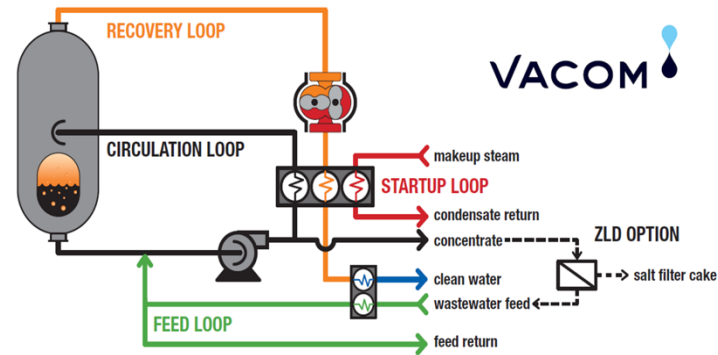 RECOVERY LOOP
VACOM
CIRCULATION LOOP
makeup steam
STARTUP LOOP
condensate return
concentrate
ZLD OPTION
clean water
salt filter cake
wastewater feed
FEED LOOP
feed return